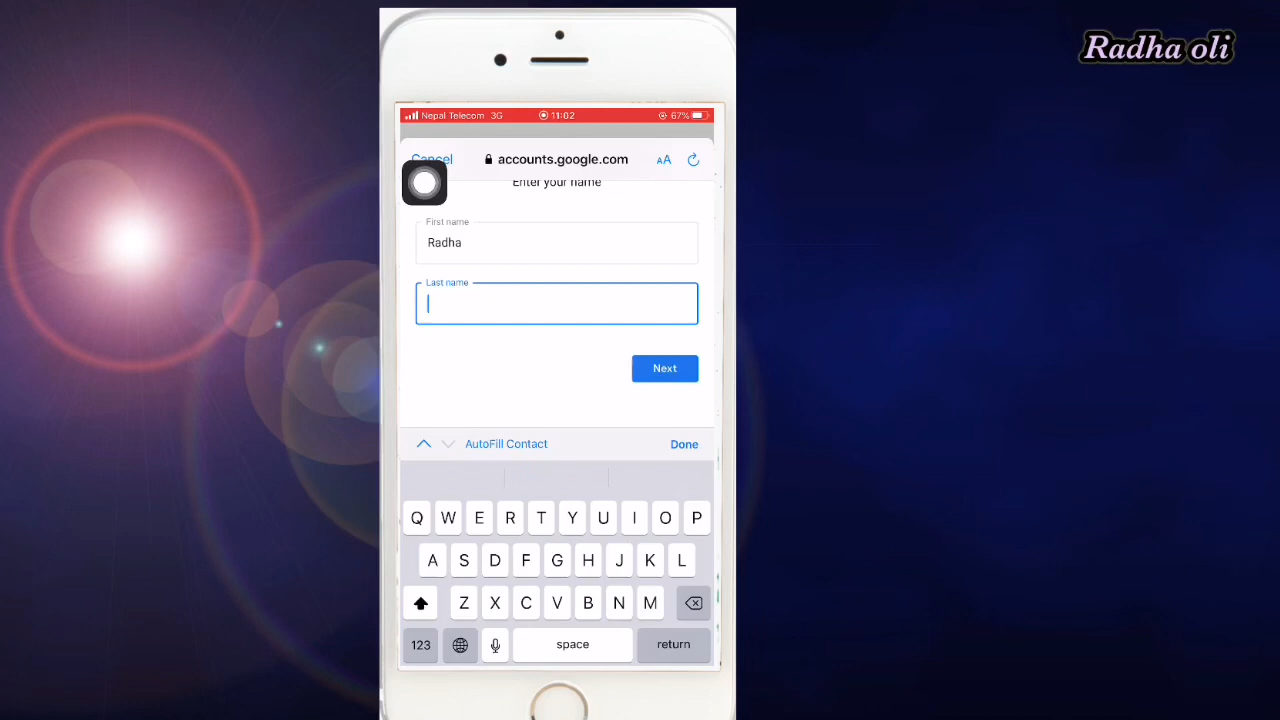 Radha oli
Nepal Telecom 3G 11:02 67%
Cancel accounts.google.com AA
Enter your name
First name
Radha
Last name
Next
AutoFill Contact Done
Q W E R T Y U I O P
A S D F G H J K L
Z X C V B N M
123 space return